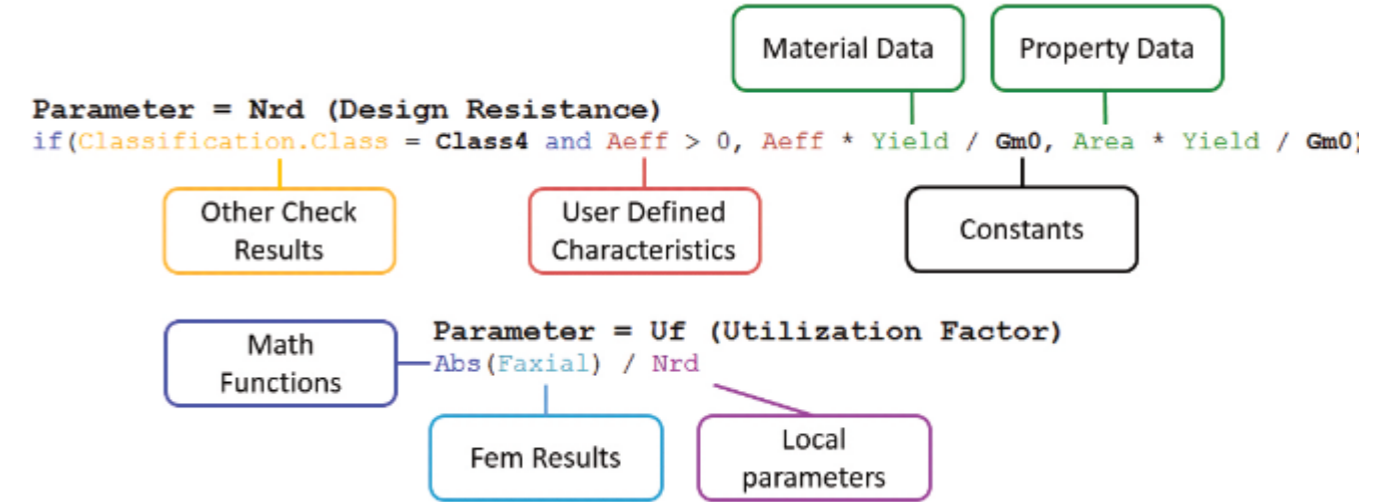 Material Data
Property Data
Parameter = Nrd (Design Resistance)
if(Classification.Class = Class4 and Aeff > 0, Aeff * Yield / Gm0, Area * Yield / Gm0)
Other Check
Results
User Defined
Characteristics
Constants
Math
Functions
Parameter = Uf (Utilization Factor)
Abs(Faxial) / Nrd
Fem Results
Local
parameters